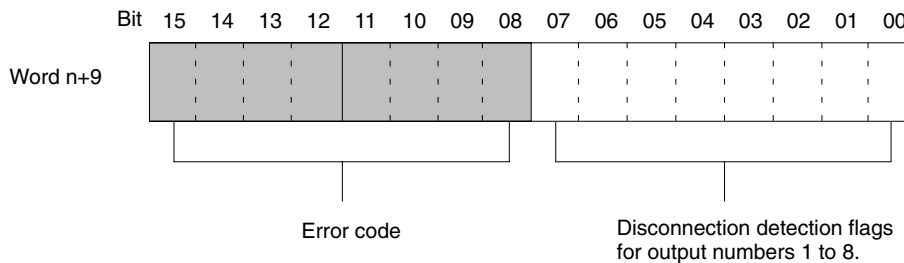 Bit 15 14 13 12 11 10 09 08 07 06 05 04 03 02 01 00
Word n+9
Error code
Disconnection detection flags
for output numbers 1 to 8.